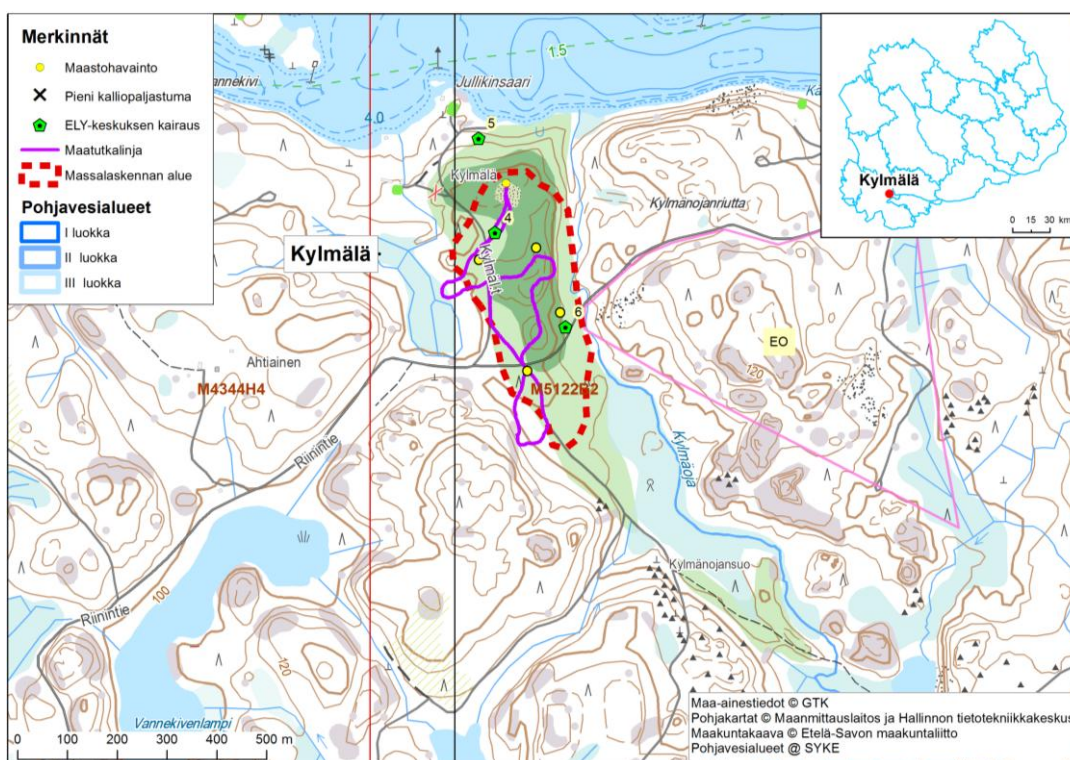 Merkinnät
Maastohavainto
Pieni kalliopaljastuma
ELY-keskuksen kairaus
Maatutkalinja
Massalaskennan alue
Pohjavesialueet
I luokka
II luokka
III luokka
1.5
Jullikinsaari
4.0
5
Kylmälä
Kylmänojanriutta
4
Kylmälä
Kylmäl.t
6
EO
Ahtiainen
M4344H4
120
Riinintie
Kylmäoja
Kylmänojansuo
100
Riinintie
120
120
Vannekivenlampi
0 100 200 300 400 500 m
Kylmälä
0 15 30 km
Maa-ainestiedot © GTK
Pohjakartat © Maanmittauslaitos ja Hallinnon tietotekniikkakeskus
Maakuntakaava © Etelä-Savon maakuntaliitto
Pohjavesialueet @ SYKE